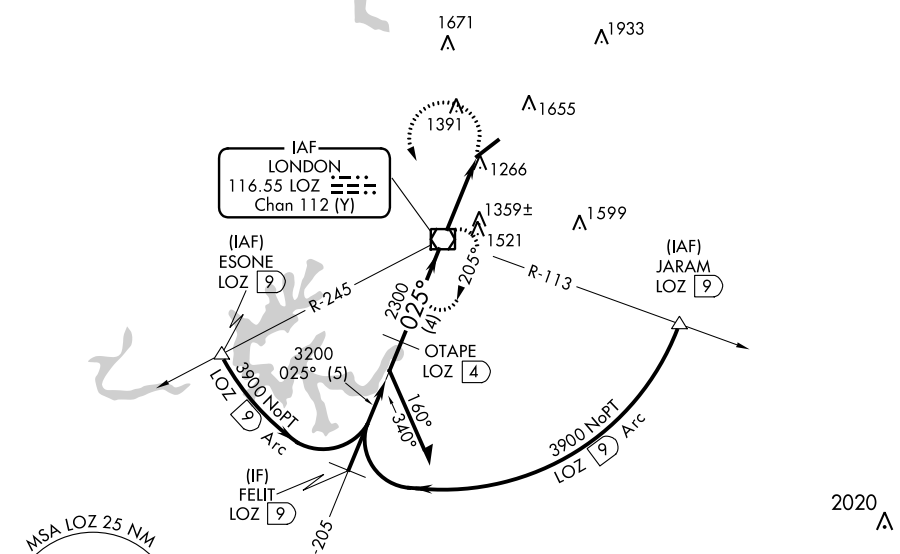 1671
1933
1391
1655
IAF
LONDON
116.55 LOZ
Chan 112 (Y)
1266
1359±
1521
1599
(IAF)
ESONE
LOZ 9
R-245
205°
R-113
(IAF)
JARAM
LOZ 9
2300
025°
(4)
OTAPE
LOZ 4
3200
025° (5)
3900 NoPT
LOZ 9 Arc
160°
340°
3900 NoPT
LOZ 9 Arc
(IF)
FELIT
LOZ 9
-205
MSA LOZ 25 NM
2020